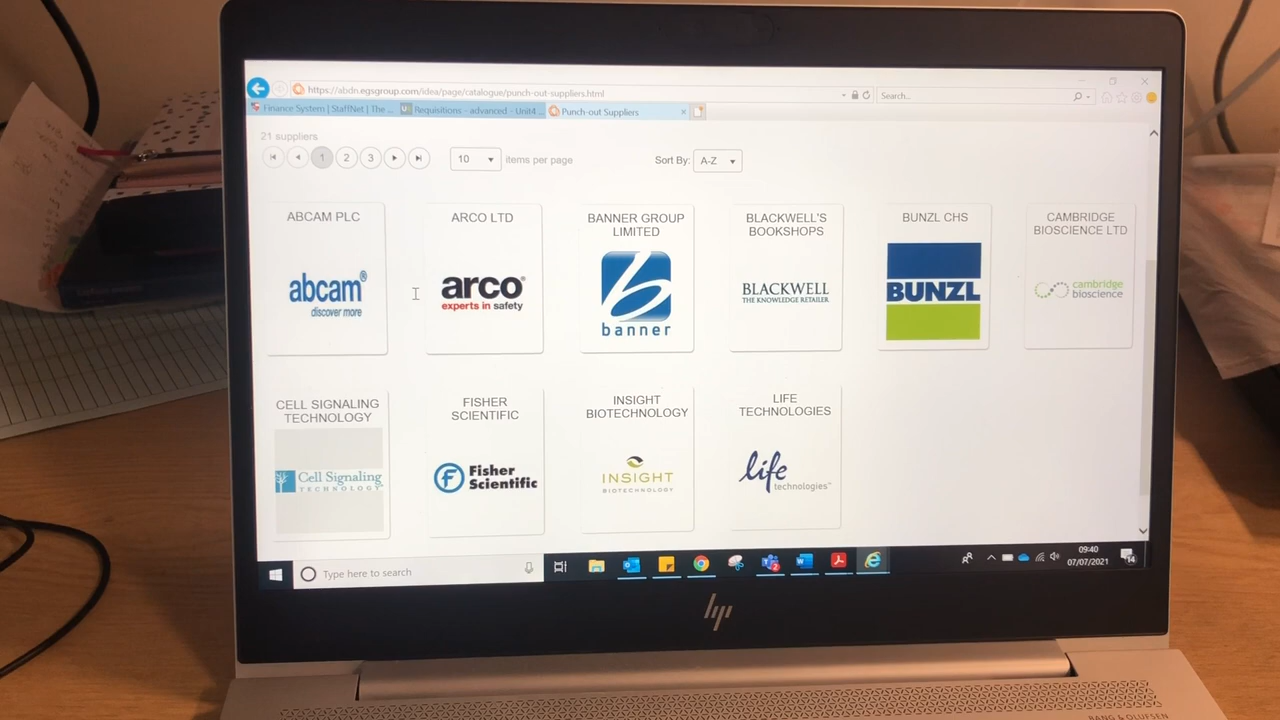 https://abdn.egsgroup.com/idea/page/catalogue/punch-out-suppliers.html
Search...
Finance System | StaffNet | The ...
Requisitions - advanced - Unit4 ...
Punch-out Suppliers
21 suppliers
1 2 3
10 items per page
Sort By: A-Z
ABCAM PLC
abcam®
discover more
ARCO LTD
arco®
experts in safety
BANNER GROUP
LIMITED
b
banner
BLACKWELL'S
BOOKSHOPS
BLACKWELL
THE KNOWLEDGE RETAILER
BUNZL CHS
BUNZL
CAMBRIDGE
BIOSCIENCE LTD
cambridge
bioscience
CELL SIGNALING
TECHNOLOGY
Cell Signaling
TECHNOLOGY
FISHER
SCIENTIFIC
F
Fisher
Scientific
INSIGHT
BIOTECHNOLOGY
INSIGHT
BIOTECHNOLOGY
LIFE
TECHNOLOGIES
life
technologies™
Type here to search
09:40
07/07/2021
14
hp